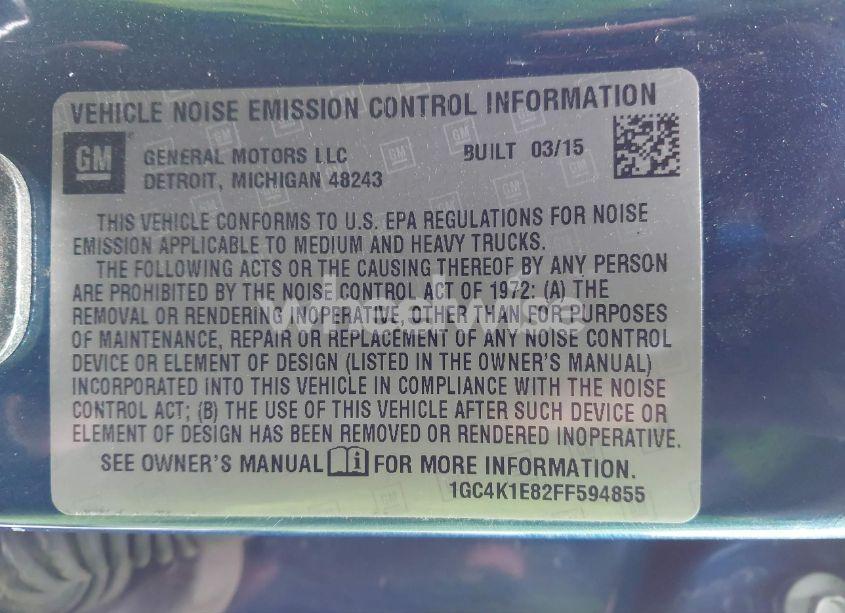 VEHICLE NOISE EMISSION CONTROL INFORMATION
GM
GENERAL MOTORS LLC
BUILT 03/15
DETROIT, MICHIGAN 48243
THIS VEHICLE CONFORMS TO U.S. EPA REGULATIONS FOR NOISE
EMISSION APPLICABLE TO MEDIUM AND HEAVY TRUCKS.
THE FOLLOWING ACTS OR THE CAUSING THEREOF BY ANY PERSON
ARE PROHIBITED BY THE NOISE CONTROL ACT OF 1972: (A) THE
REMOVAL OR RENDERING INOPERATIVE, OTHER THAN FOR PURPOSES
OF MAINTENANCE, REPAIR OR REPLACEMENT OF ANY NOISE CONTROL
DEVICE OR ELEMENT OF DESIGN (LISTED IN THE OWNER'S MANUAL)
INCORPORATED INTO THIS VEHICLE IN COMPLIANCE WITH THE NOISE
CONTROL ACT; (B) THE USE OF THIS VEHICLE AFTER SUCH DEVICE OR
ELEMENT OF DESIGN HAS BEEN REMOVED OR RENDERED INOPERATIVE.
SEE OWNER'S MANUAL i FOR MORE INFORMATION.
1GC4K1E82FF594855